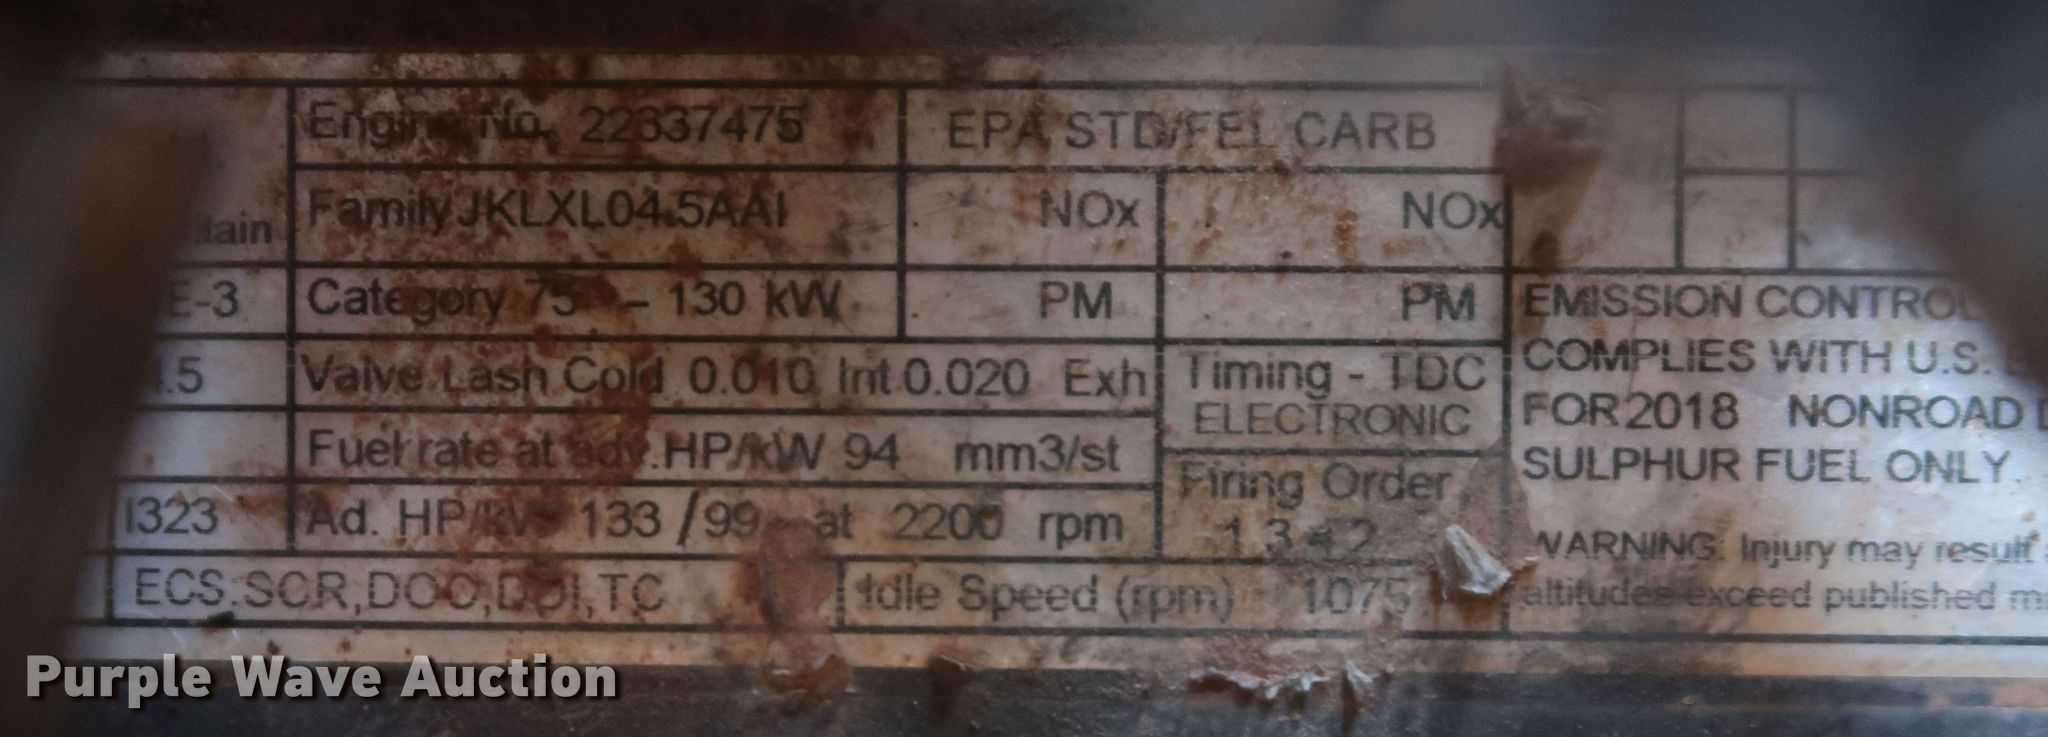 Engine No. 22337475
EPA STD/FEL CARB
Family JKLXL04.5AAI
NOx
NOx
E-3
Category 75 – 130 kW
PM
PM
EMISSION CONTROL
.5
Valve Lash Cold 0.010 Int 0.020 Exh
Timing - TDC
ELECTRONIC
COMPLIES WITH U.S.
FOR 2018 NONROAD
Fuel rate at adv. HP/kW 94 mm3/st
SULPHUR FUEL ONLY.
I323
Ad. HP/kW 133 / 99 at 2200 rpm
Firing Order
1 3 4 2
WARNING: Injury may result
altitudes exceed published
ECS:SCR,DOC,DDI,TC
Idle Speed (rpm) 1075
Purple Wave Auction